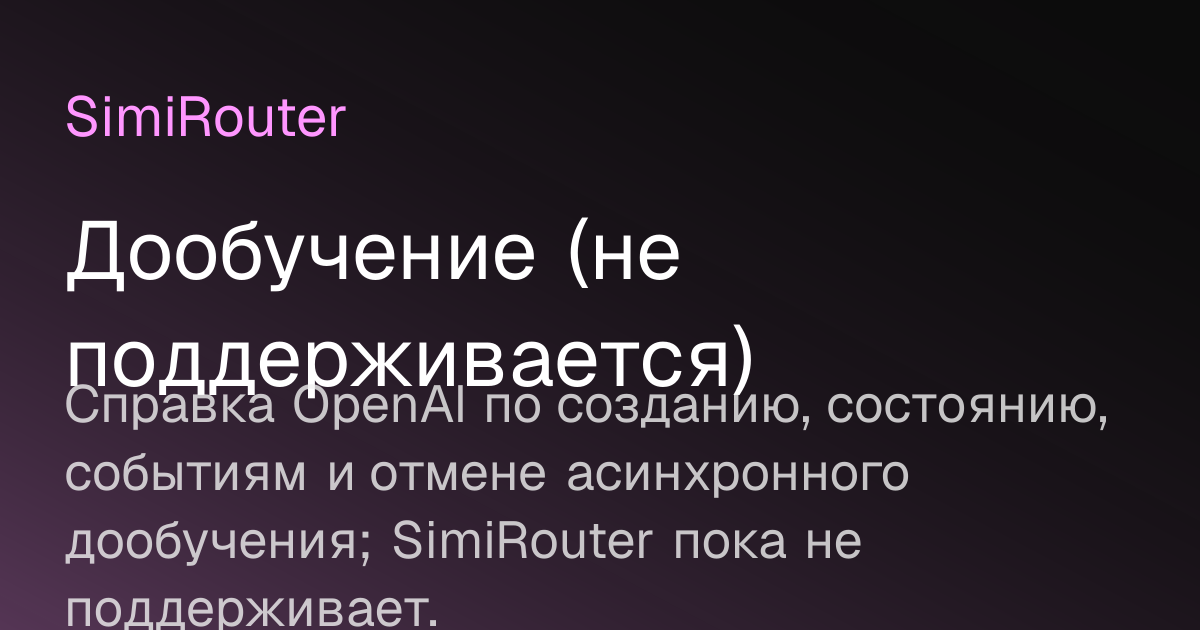 SimiRouter
Дообучение (не
поддерживается)
Справка OpenAI по созданию, состоянию,
событиям и отмене асинхронного
дообучения; SimiRouter пока не
поддерживает.